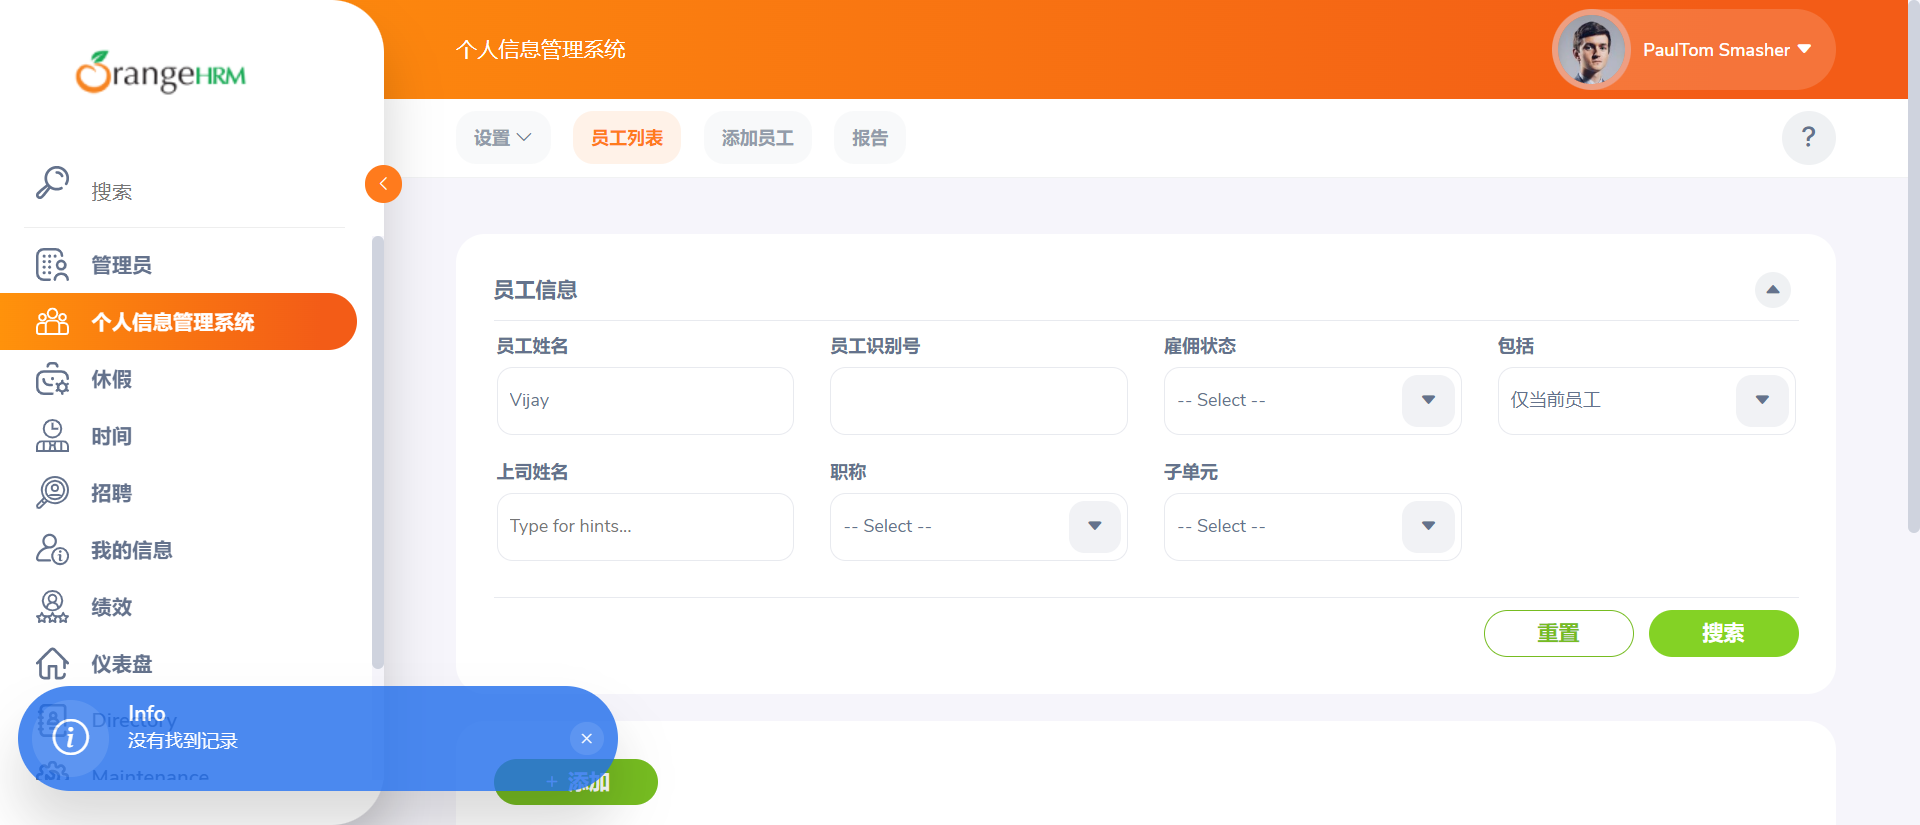 OrangeHRM
个人信息管理系统
PaulTom Smasher
设置
员工列表
添加员工
报告
?
搜索
管理员
个人信息管理系统
休假
时间
招聘
我的信息
绩效
仪表盘
Directory
Maintenance
员工信息
员工姓名
员工识别号
雇佣状态
包括
Vijay
-- Select --
仅当前员工
上司姓名
职称
子单元
Type for hints...
-- Select --
-- Select --
重置
搜索
Info
没有找到记录
+ 添加